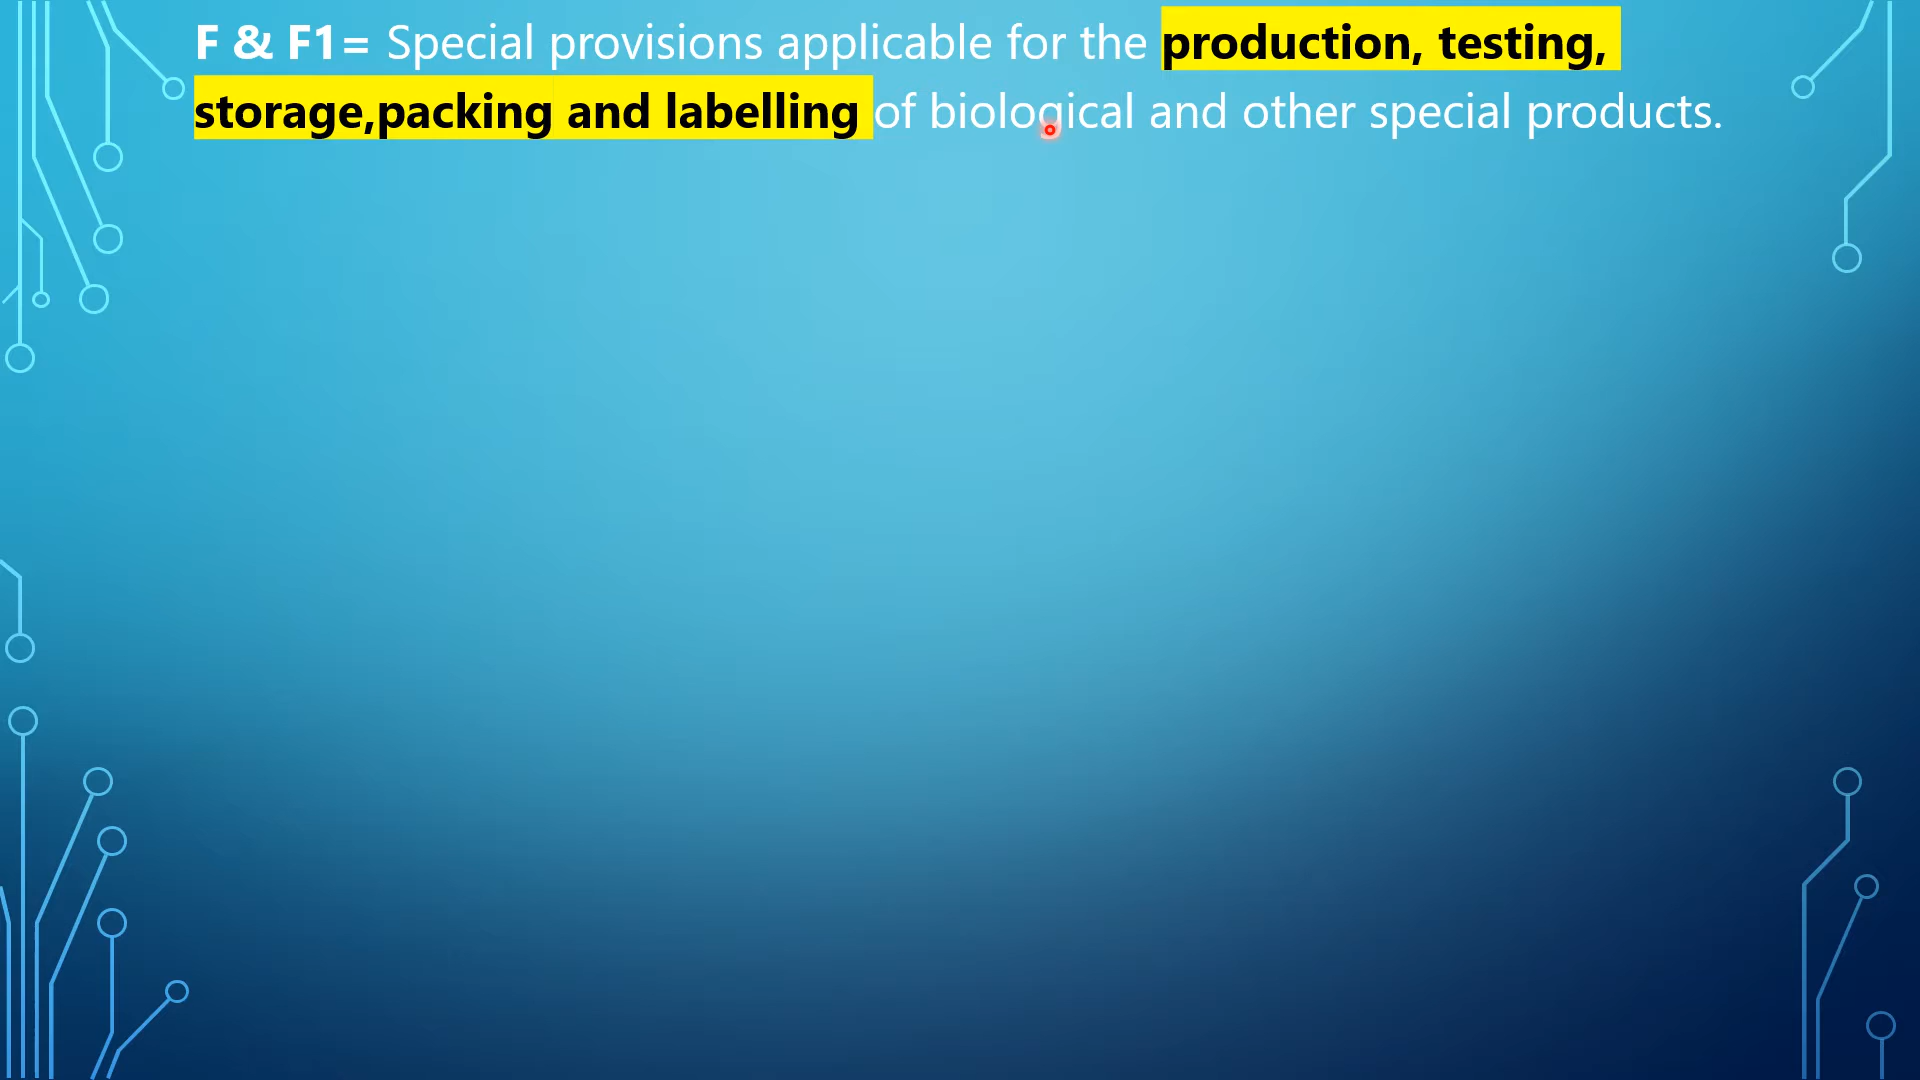 F & F1= Special provisions applicable for the production, testing,
storage,packing and labelling of biological and other special products.